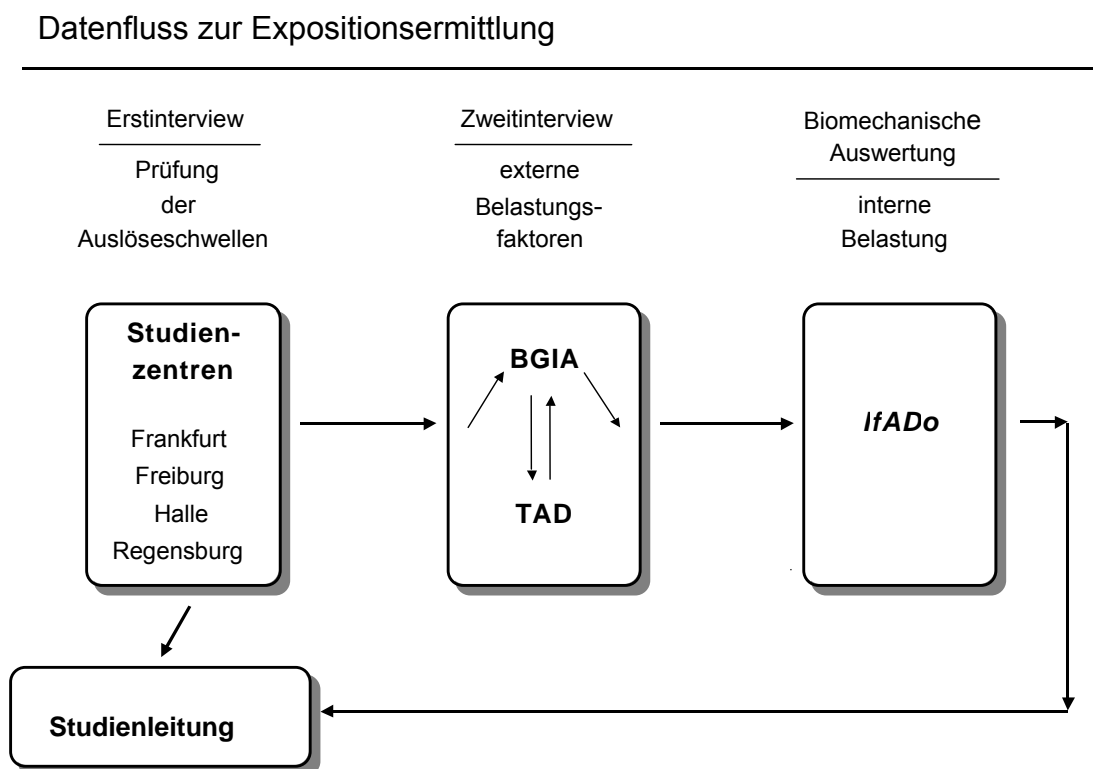 Datenfluss zur Expositionsermittlung
Erstinterview
Prüfung
der
Auslöseschwellen
Zweitinterview
externe
Belastungs-
faktoren
Biomechanische
Auswertung
interne
Belastung
Studien-
zentren
Frankfurt
Freiburg
Halle
Regensburg
BGIA
TAD
IfADo
Studienleitung